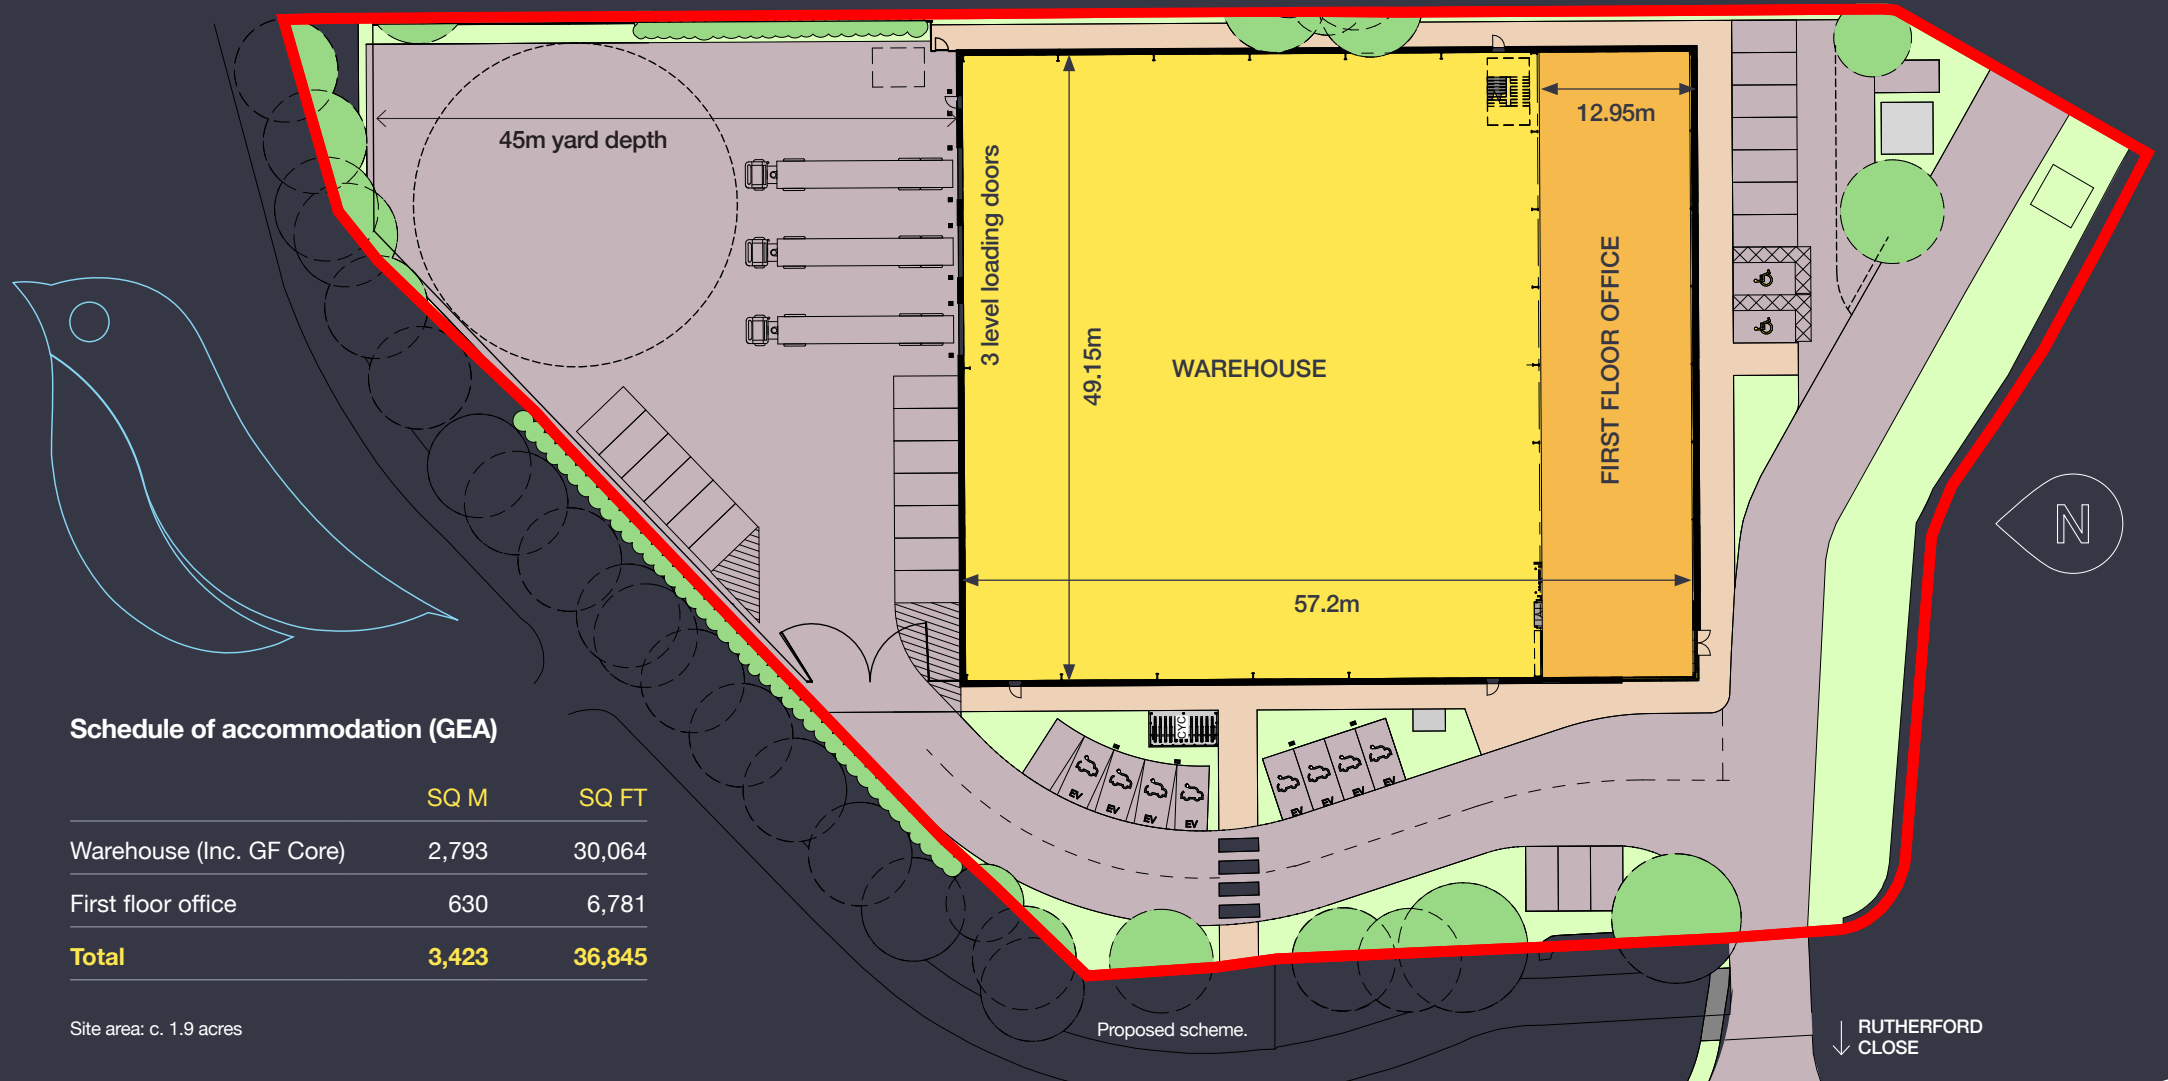 45m yard depth
3 level loading doors
49.15m
WAREHOUSE
57.2m
12.95m
FIRST FLOOR OFFICE
N
CYC
EV
EV
EV
EV
EV
EV
EV
EV
Schedule of accommodation (GEA)
SQ M SQ FT
Warehouse (Inc. GF Core) 2,793 30,064
First floor office 630 6,781
Total 3,423 36,845
Site area: c. 1.9 acres
Proposed scheme.
RUTHERFORD
CLOSE